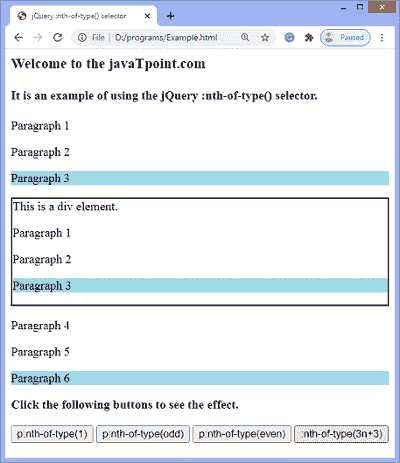 jQuery :nth-of-type() selector
File | D:/programs/Example.html
Paused
Welcome to the javaTpoint.com
It is an example of using the jQuery :nth-of-type() selector.
Paragraph 1
Paragraph 2
Paragraph 3
This is a div element.
Paragraph 1
Paragraph 2
Paragraph 3
Paragraph 4
Paragraph 5
Paragraph 6
Click the following buttons to see the effect.
p:nth-of-type(1) p:nth-of-type(odd) p:nth-of-type(even) :nth-of-type(3n+3)